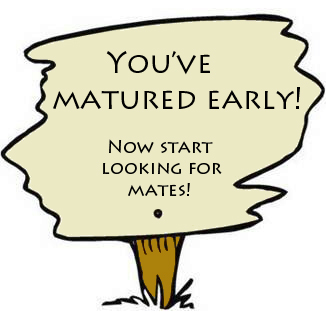 You've
matured early!
Now start
looking for
mates!